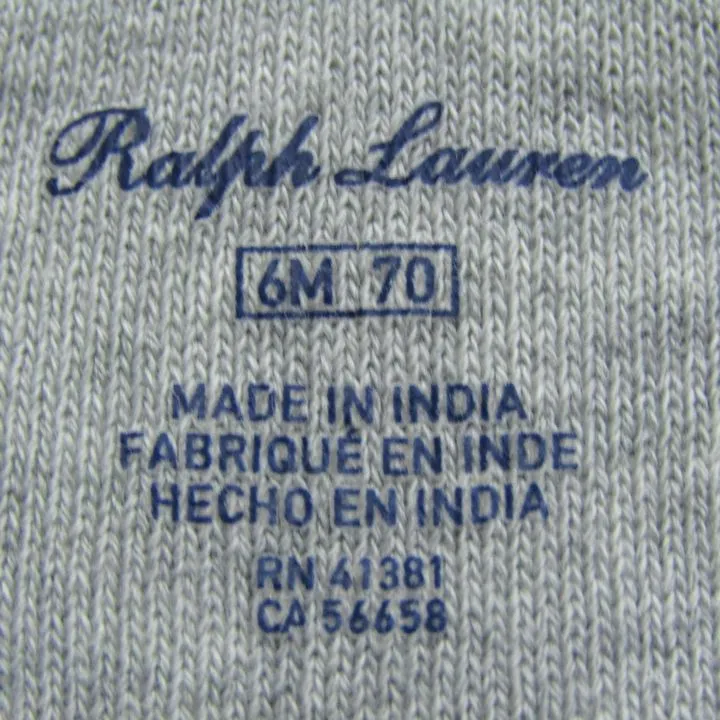 Ralph Lauren
6M 70
MADE IN INDIA
FABRIQUÉ EN INDE
HECHO EN INDIA
RN 41381
CA 56658